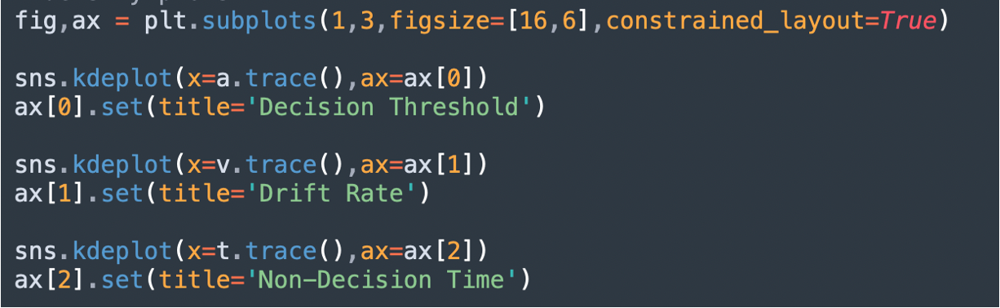 fig,ax = plt.subplots(1,3,figsize=[16,6],constrained_layout=True)
sns.kdeplot(x=a.trace(),ax=ax[0])
ax[0].set(title='Decision Threshold')
sns.kdeplot(x=v.trace(),ax=ax[1])
ax[1].set(title='Drift Rate')
sns.kdeplot(x=t.trace(),ax=ax[2])
ax[2].set(title='Non-Decision Time')